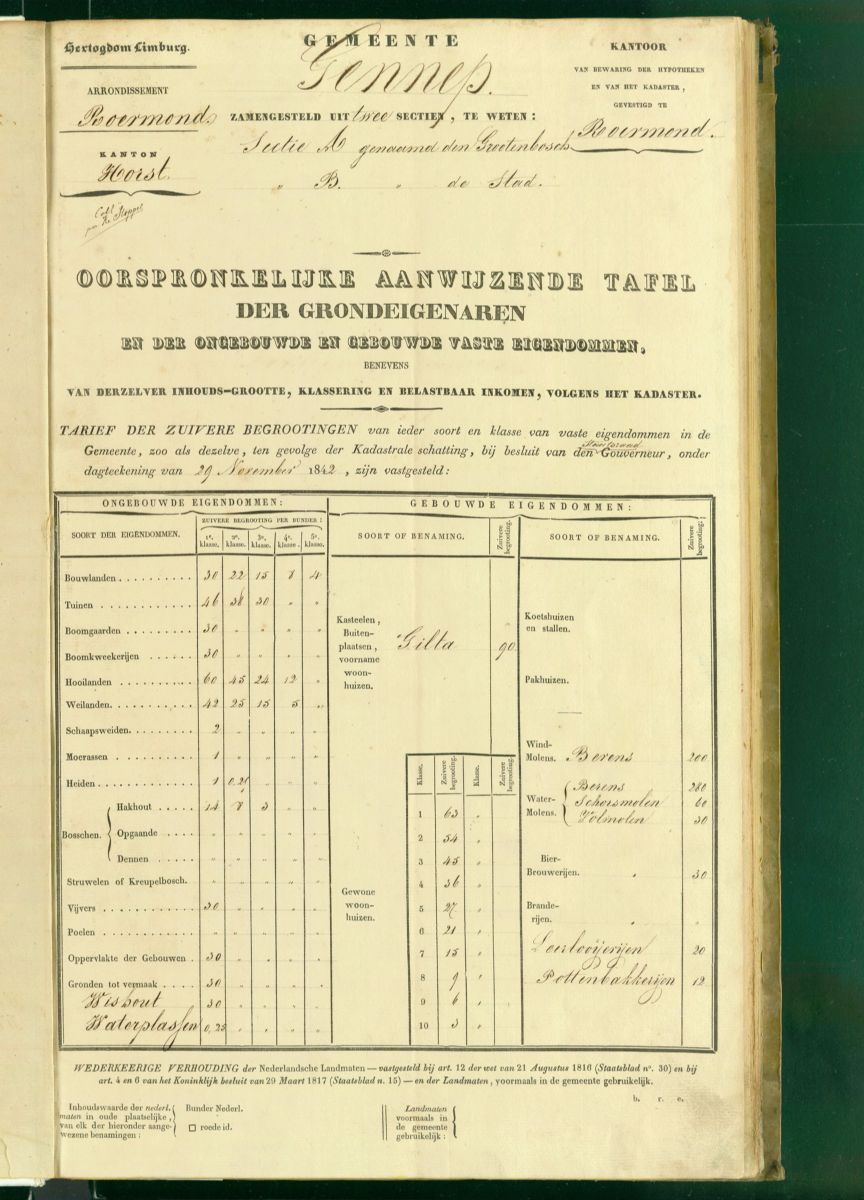 Hertogdom Limburg.
ARRONDISSEMENT
Roermond.
KANTON
Horst.
GEMEENTE
Gennep.
ZAMENGESTELD UIT twee SECTIEN, TE WETEN:
Sectie A genaamd den Grootenbosch
„ B. „ de Stad.
KANTOOR
VAN BEWARING DER HYPOTHEKEN
EN VAN HET KADASTER,
GEVESTIGD TE
Roermond.
OORSPRONKELIJKE AANWIJZENDE TAFEL
DER GRONDEIGENAREN
EN DER ONGEBOUWDE EN GEBOUWDE VASTE EIGENDOMMEN,
BENEVENS
VAN DERZELVER INHOUDS-GROOTTE, KLASSERING EN BELASTBAAR INKOMEN, VOLGENS HET KADASTER.
TARIEF DER ZUIVERE BEGROOTINGEN van ieder soort en klasse van vaste eigendommen in de
Gemeente, zoo als dezelve, ten gevolge der Kadastrale schatting, bij besluit van den Gouverneur, onder
dagteekening van 29 November 1842, zijn vastgesteld:
ONGEBOUWDE EIGENDOMMEN:
SOORT DER EIGENDOMMEN.
ZUIVERE BEGROOTING PER BUNDER:
1e. klasse. 2e. klasse. 3e. klasse. 4e. klasse. 5e. klasse.
Bouwlanden 30 22 15 8 4
Tuinen 46 38 30 „ „
Boomgaarden 30 „ „ „ „
Boomkweekerijen 30 „ „ „ „
Hooilanden 60 45 24 12 „
Weilanden 42 25 15 5 „
Schaapsweiden. 2 „ „ „ „
Moerassen 1 „ „ „ „
Heiden 1 „ „ „
Bosschen.
Hakhout 14 8 3 „ „
Opgaande „ „ „ „ „
Dennen „ „ „ „ „
Struwelen of Kreupelbosch. „ „ „ „ „
Vijvers 30 „ „ „ „
Poelen „ „ „ „ „
Oppervlakte der Gebouwen 30 „ „ „ „
Gronden tot vermaak 30 „ „ „ „
Wishout 30 „ „ „ „
Waterplassen 0,25 „ „ „ „
GEBOUWDE EIGENDOMMEN:
SOORT OF BENAMING. Zuivere begrooting.
Kasteelen,
Buiten-
plaatsen,
voorname
woon-
huizen.
Gilta 90
Gewone
woon-
huizen.
Klasse. Zuivere begrooting. Klasse. Zuivere begrooting.
1 63 „
2 54 „
3 45 „
4 36 „
5 27 „
6 21 „
7 15 „
8 9 „
9 6 „
10 3 „
SOORT OF BENAMING. Zuivere begrooting.
Koetshuizen
en stallen.
Pakhuizen.
Wind-
Molens. Berens 200
Water-
Molens.
Berens 280
Schorsmolen 60
Volmolen 30
Bier-
Brouwerijen. „ 30
Brande-
rijen. „ „
Leerlooijerijen 20
Pottenbakkerijen 12
WEDERKEERIGE VERHOUDING der Nederlandsche Landmaten — vastgesteld bij art. 12 der wet van 21 Augustus 1816 (Staatsblad no. 30) en bij
art. 4 en 6 van het Koninklijk besluit van 29 Maart 1817 (Staatsblad n. 15) — en der Landmaten, voormaals in de gemeente gebruikelijk.
b. r. e.
Inhoudswaarde der nederl.
maten in oude plaatselijke,
van elk der hieronder aange-
wezene benamingen:
Bunder Nederl.
□ roede id.
Landmaten
voormaals in
de gemeente
gebruikelijk: